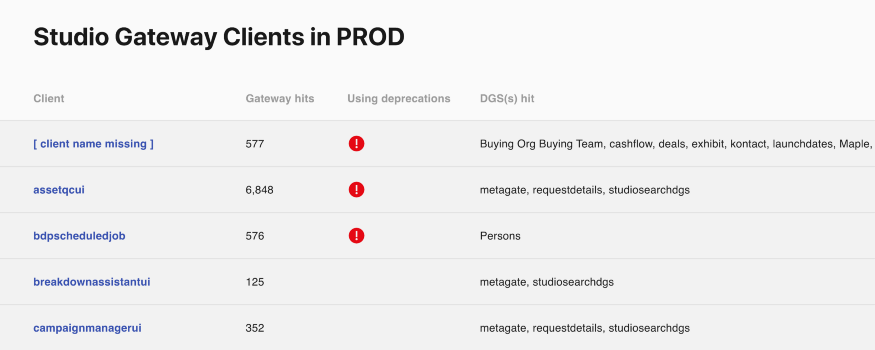 Studio Gateway Clients in PROD
Client Gateway hits Using deprecations DGS(s) hit
[ client name missing ] 577 Buying Org Buying Team, cashflow, deals, exhibit, kontact, launchdates, Maple,
assetqcui 6,848 metagate, requestdetails, studiosearchdgs
bdpscheduledjob 576 Persons
breakdownassistantui 125 metagate, studiosearchdgs
campaignmanagerui 352 metagate, requestdetails, studiosearchdgs